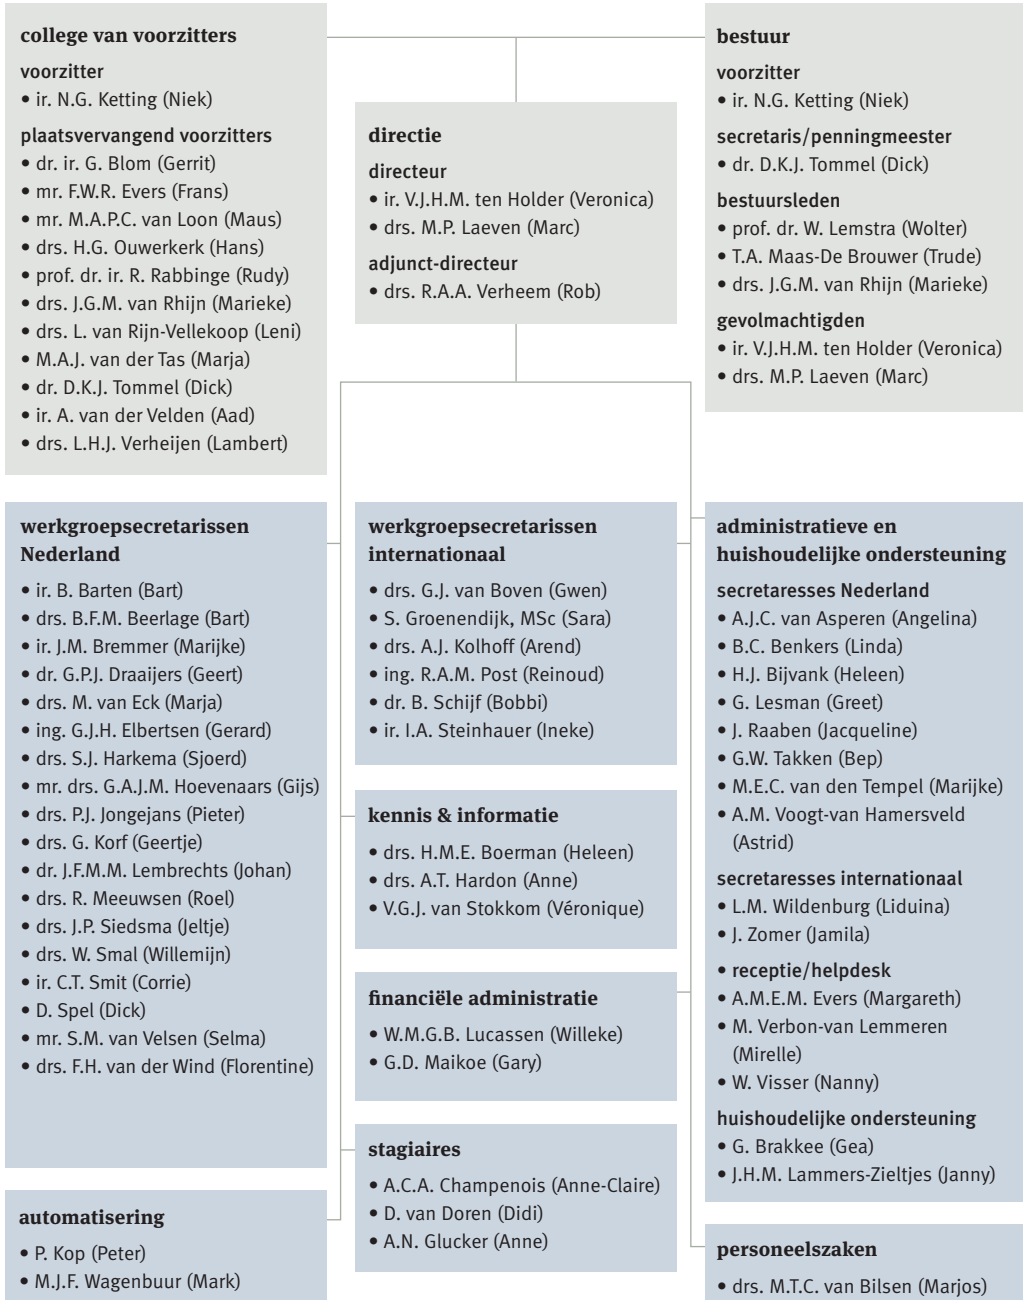 college van voorzitters
voorzitter
• ir. N.G. Ketting (Niek)
plaatsvervangend voorzitters
• dr. ir. G. Blom (Gerrit)
• mr. F.W.R. Evers (Frans)
• mr. M.A.P.C. van Loon (Maus)
• drs. H.G. Ouwerkerk (Hans)
• prof. dr. ir. R. Rabbinge (Rudy)
• drs. J.G.M. van Rhijn (Marieke)
• drs. L. van Rijn-Vellekoop (Leni)
• M.A.J. van der Tas (Marja)
• dr. D.K.J. Tommel (Dick)
• ir. A. van der Velden (Aad)
• drs. L.H.J. Verheijen (Lambert)
directie
directeur
• ir. V.J.H.M. ten Holder (Veronica)
• drs. M.P. Laeven (Marc)
adjunct-directeur
• drs. R.A.A. Verheem (Rob)
bestuur
voorzitter
• ir. N.G. Ketting (Niek)
secretaris/penningmeester
• dr. D.K.J. Tommel (Dick)
bestuursleden
• prof. dr. W. Lemstra (Wolter)
• T.A. Maas-De Brouwer (Trude)
• drs. J.G.M. van Rhijn (Marieke)
gevolmachtigden
• ir. V.J.H.M. ten Holder (Veronica)
• drs. M.P. Laeven (Marc)
werkgroepsecretarissen
Nederland
• ir. B. Barten (Bart)
• drs. B.F.M. Beerlage (Bart)
• ir. J.M. Bremmer (Marijke)
• dr. G.P.J. Draaijers (Geert)
• drs. M. van Eck (Marja)
• ing. G.J.H. Elbertsen (Gerard)
• drs. S.J. Harkema (Sjoerd)
• mr. drs. G.A.J.M. Hoevenaars (Gijs)
• drs. P.J. Jongejans (Pieter)
• drs. G. Korf (Geertje)
• dr. J.F.M.M. Lembrechts (Johan)
• drs. R. Meeuwsen (Roel)
• drs. J.P. Siedsma (Jeltje)
• drs. W. Smal (Willemijn)
• ir. C.T. Smit (Corrie)
• D. Spel (Dick)
• mr. S.M. van Velsen (Selma)
• drs. F.H. van der Wind (Florentine)
automatisering
• P. Kop (Peter)
• M.J.F. Wagenbuur (Mark)
werkgroepsecretarissen
internationaal
• drs. G.J. van Boven (Gwen)
• S. Groenendijk, MSc (Sara)
• drs. A.J. Kolhoff (Arend)
• ing. R.A.M. Post (Reinoud)
• dr. B. Schijf (Bobbi)
• ir. I.A. Steinhauer (Ineke)
kennis & informatie
• drs. H.M.E. Boerman (Heleen)
• drs. A.T. Hardon (Anne)
• V.G.J. van Stokkom (Véronique)
financiële administratie
• W.M.G.B. Lucassen (Willeke)
• G.D. Maikoe (Gary)
stagiaires
• A.C.A. Champenois (Anne-Claire)
• D. van Doren (Didi)
• A.N. Glucker (Anne)
administratieve en
huishoudelijke ondersteuning
secretaresses Nederland
• A.J.C. van Asperen (Angelina)
• B.C. Benkers (Linda)
• H.J. Bijvank (Heleen)
• G. Lesman (Greet)
• J. Raaben (Jacqueline)
• G.W. Takken (Bep)
• M.E.C. van den Tempel (Marijke)
• A.M. Voogt-van Hamersveld
(Astrid)
secretaresses internationaal
• L.M. Wildenburg (Liduina)
• J. Zomer (Jamila)
• receptie/helpdesk
• A.M.E.M. Evers (Margareth)
• M. Verbon-van Lemmeren
(Mirelle)
• W. Visser (Nanny)
huishoudelijke ondersteuning
• G. Brakkee (Gea)
• J.H.M. Lammers-Zieltjes (Janny)
personeelszaken
• drs. M.T.C. van Bilsen (Marjos)